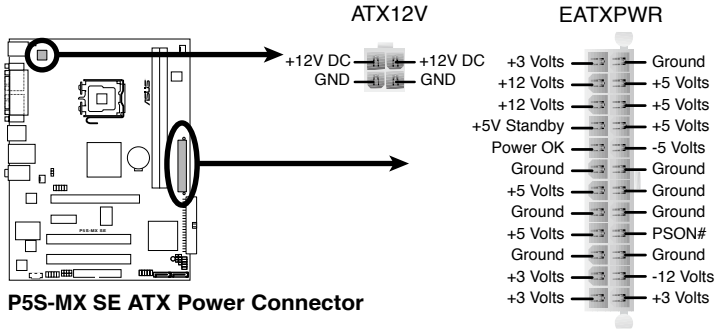 ATX12V
EATXPWR
+12V DC +12V DC
GND GND
+3 Volts Ground
+12 Volts +5 Volts
+12 Volts +5 Volts
+5V Standby +5 Volts
Power OK -5 Volts
Ground Ground
+5 Volts Ground
Ground Ground
+5 Volts PSON#
Ground Ground
+3 Volts -12 Volts
+3 Volts +3 Volts
/ISUS
P5S-MX SE
P5S-MX SE ATX Power Connector